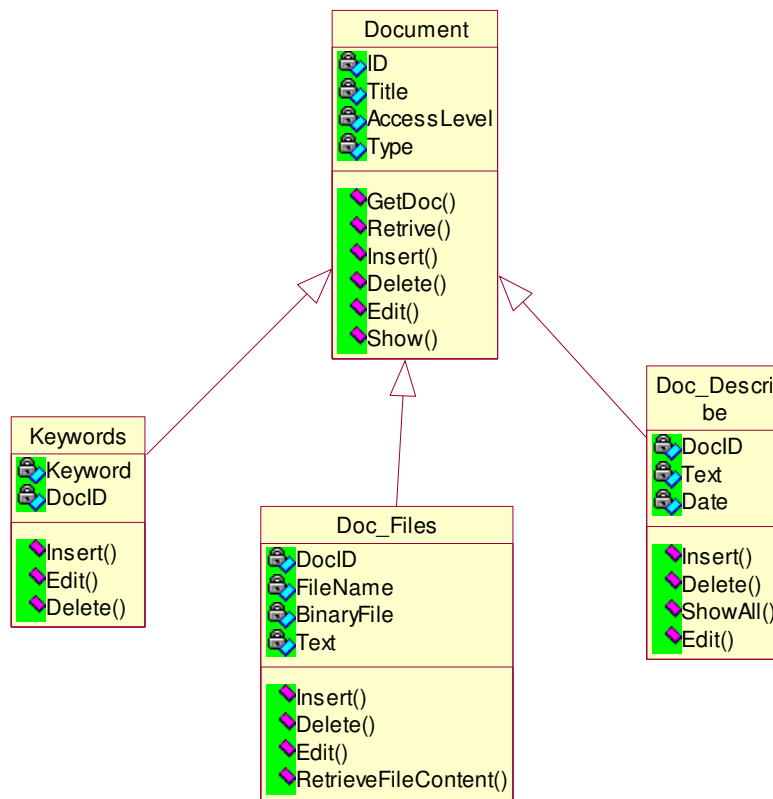 Document
ID
Title
AccessLevel
Type
GetDoc()
Retrive()
Insert()
Delete()
Edit()
Show()
Keywords
Keyword
DocID
Insert()
Edit()
Delete()
Doc_Files
DocID
FileName
BinaryFile
Text
Insert()
Delete()
Edit()
RetrieveFileContent()
Doc_Descri
be
DocID
Text
Date
Insert()
Delete()
ShowAll()
Edit()